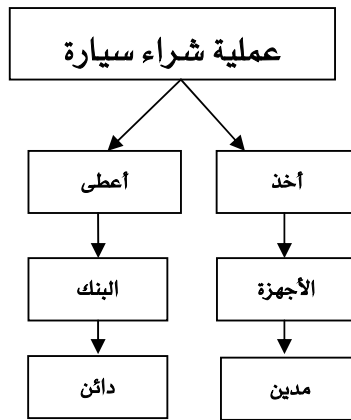 عملية شراء سيارة
أخذ
أعطى
الأجهزة
البنك
مدين
دائن